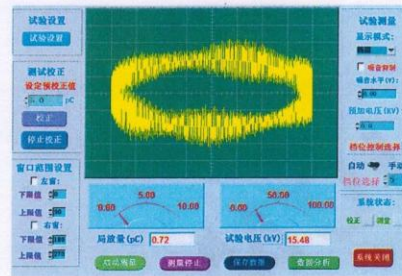 试验设置
试验设置
测试校正
设定预校正值
pC
校正
停止校正
窗口范围设置
左窗:
下限值
上限值
右窗:
下限值
上限值
0.00
5.00
10.00
局放量(pC) 0.72
0.00
50.00
100.00
试验电压(kV) 15.48
启动测量
测量停止
保存数据
数据分析
试验测量
显示模式:
噪音抑制
噪音水平(%):
预加电压(kV)
档位控制选择
自动
手动
档位选择
系统状态:
校正
测量
系统关闭